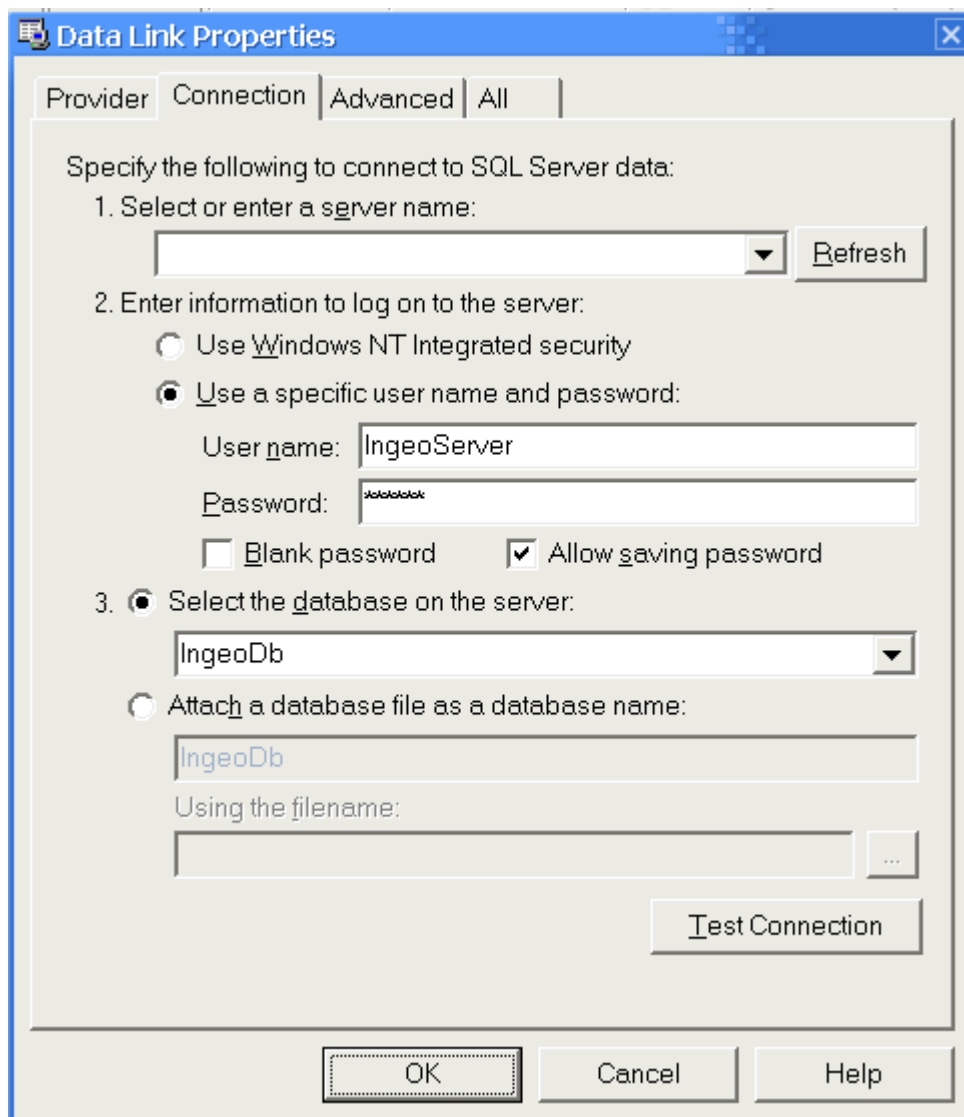 Data Link Properties
Provider Connection Advanced All
Specify the following to connect to SQL Server data:
1. Select or enter a server name:
Refresh
2. Enter information to log on to the server:
Use Windows NT Integrated security
Use a specific user name and password:
User name: IngeoServer
Password: *******
Blank password Allow saving password
3. Select the database on the server:
IngeoDb
Attach a database file as a database name:
IngeoDb
Using the filename:
...
Test Connection
OK Cancel Help